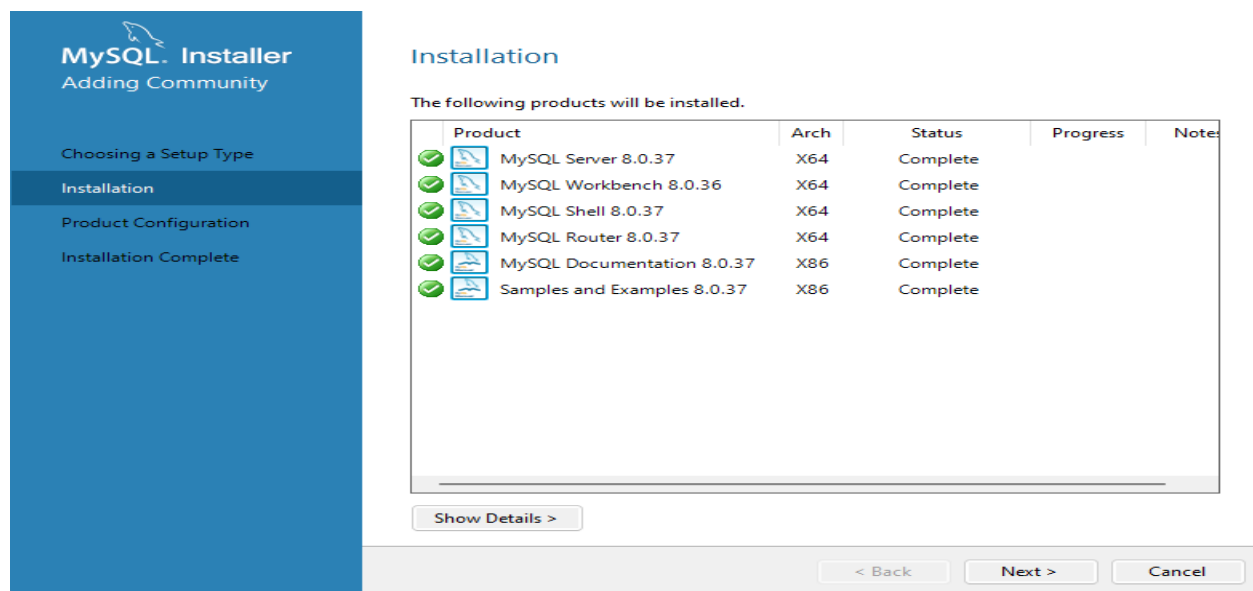 MySQL. Installer
Adding Community
Choosing a Setup Type
Installation
Product Configuration
Installation Complete
Installation
The following products will be installed.
Product Arch Status Progress Notes
MySQL Server 8.0.37 X64 Complete
MySQL Workbench 8.0.36 X64 Complete
MySQL Shell 8.0.37 X64 Complete
MySQL Router 8.0.37 X64 Complete
MySQL Documentation 8.0.37 X86 Complete
Samples and Examples 8.0.37 X86 Complete
Show Details >
< Back Next > Cancel